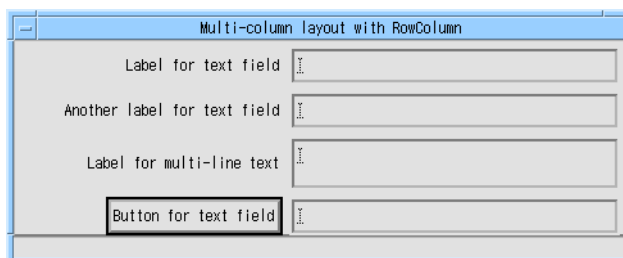 Multi-column layout with RowColumn
Label for text field
Another label for text field
Label for multi-line text
Button for text field